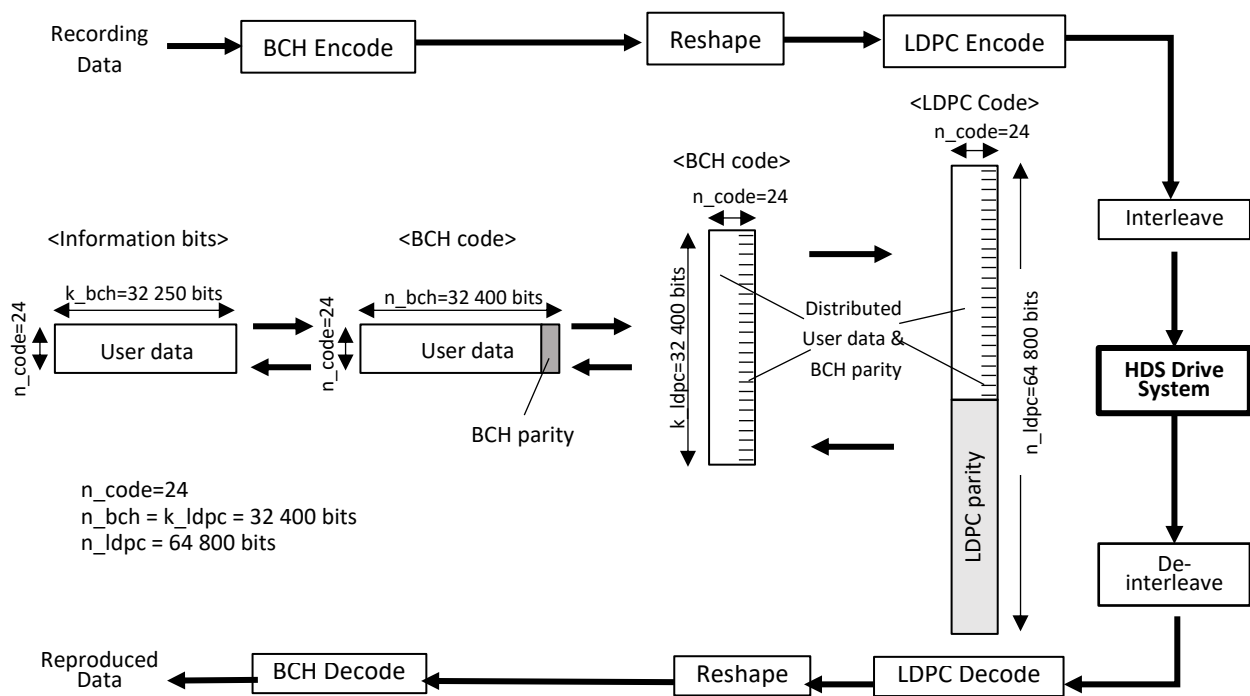 Recording
Data
BCH Encode
Reshape
LDPC Encode
<LDPC Code>
n_code=24
<BCH code>
n_code=24
Interleave
<Information bits>
<BCH code>
k_bch=32 250 bits
n_bch=32 400 bits
n_code=24
User data
n_code=24
User data
BCH parity
k_ldpc=32 400 bits
Distributed
User data &
BCH parity
n_ldpc=64 800 bits
LDPC parity
HDS Drive
System
n_code=24
n_bch = k_ldpc = 32 400 bits
n_ldpc = 64 800 bits
De-
interleave
Reproduced
Data
BCH Decode
Reshape
LDPC Decode